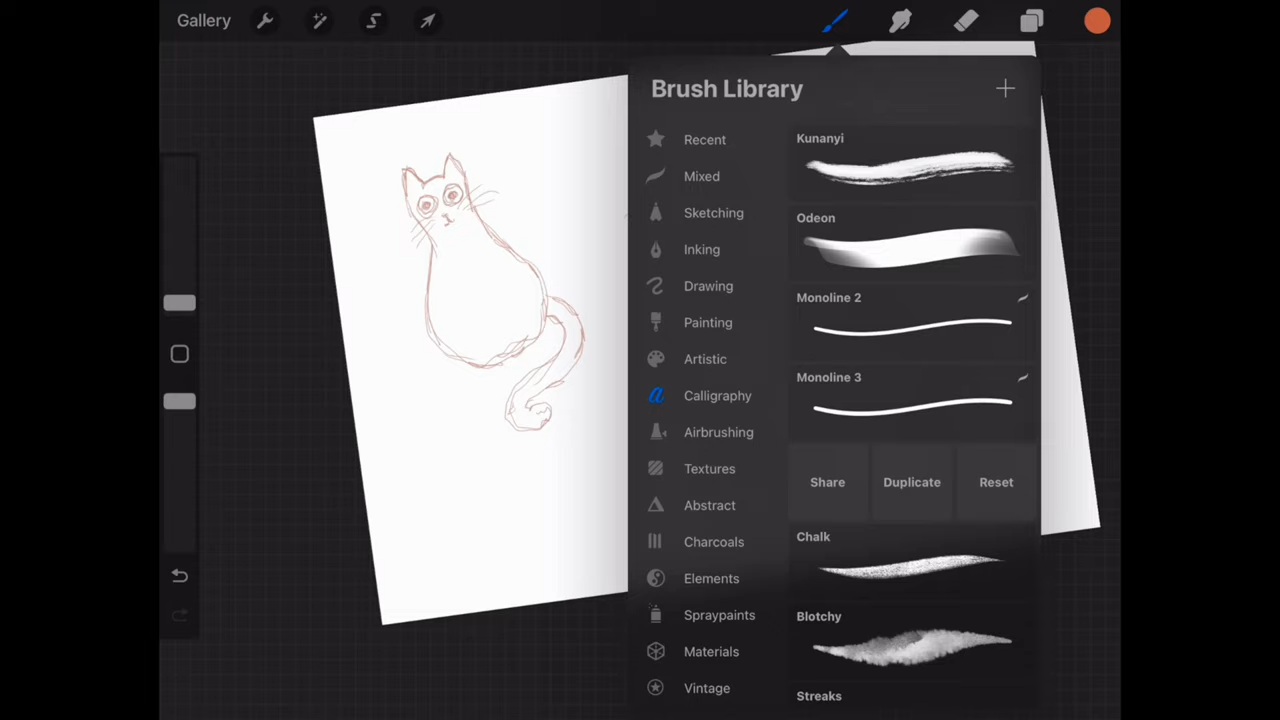 Gallery
Brush Library
Recent
Mixed
Sketching
Inking
Drawing
Painting
Artistic
Calligraphy
Airbrushing
Textures
Abstract
Charcoals
Elements
Spraypaints
Materials
Vintage
Kunanyi
Odeon
Monoline 2
Monoline 3
Share Duplicate Reset
Chalk
Blotchy
Streaks